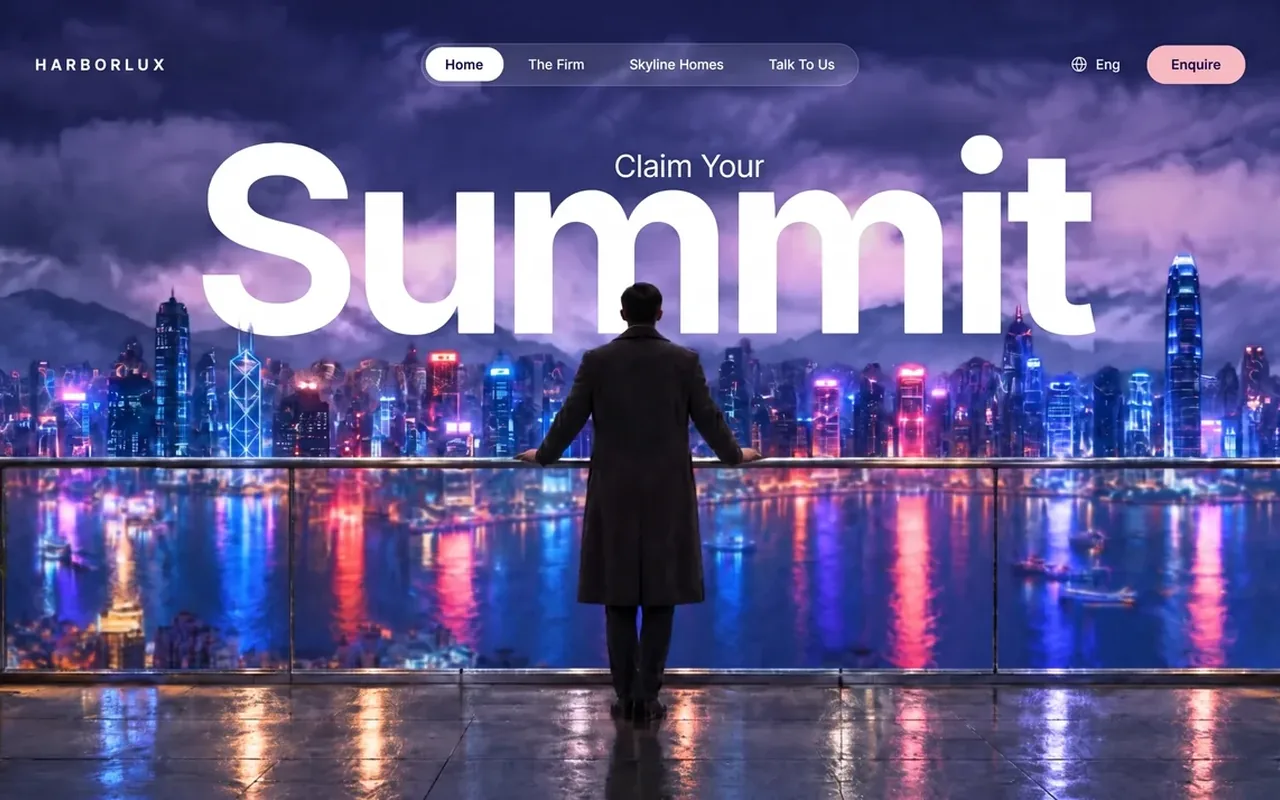 HARBORLUX
Home
The Firm
Skyline Homes
Talk To Us
Eng
Enquire
Claim Your
Summit